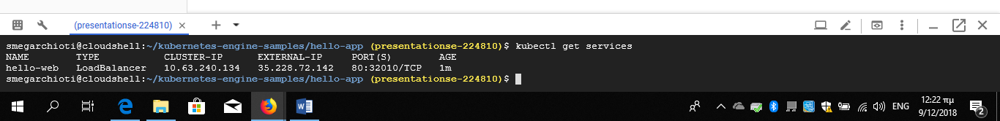 (presentationse-224810)
smegarchioti@cloudshell:~/kubernetes-engine-samples/hello-app (presentationse-224810)$ kubectl get services
NAME TYPE CLUSTER-IP EXTERNAL-IP PORT(S) AGE
hello-web LoadBalancer 10.63.240.134 35.228.72.142 80:32010/TCP 1m
smegarchioti@cloudshell:~/kubernetes-engine-samples/hello-app (presentationse-224810)$
ENG
12:22 πμ
9/12/2018
2